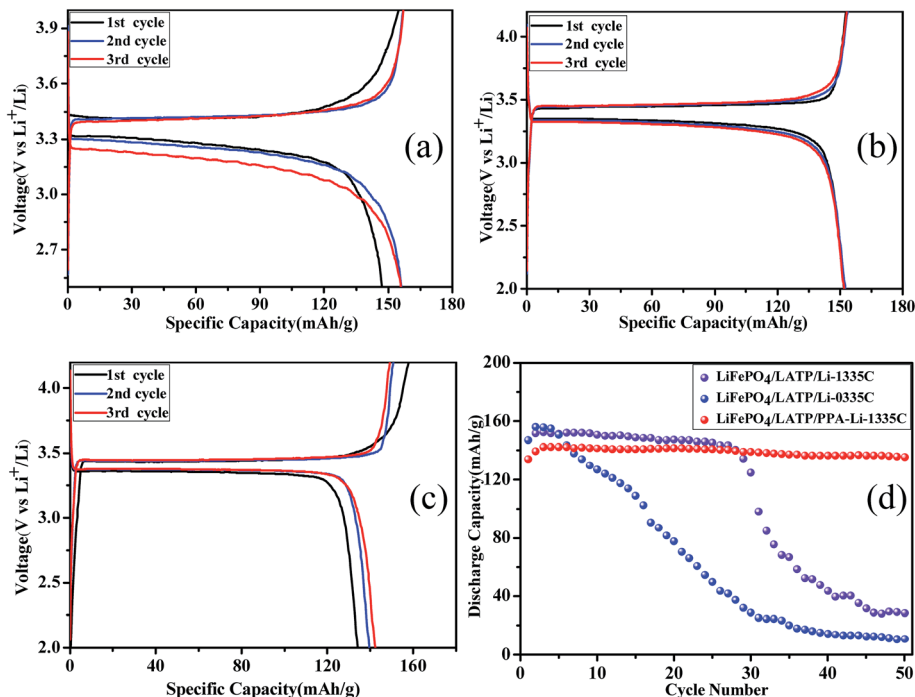 (a)
1st cycle
2nd cycle
3rd cycle
Voltage(V vs Li⁺/Li)
3.9
3.6
3.3
3.0
2.7
0 30 60 90 120 150 180
Specific Capacity(mAh/g)
(b)
1st cycle
2nd cycle
3rd cycle
Voltage(V vs Li⁺/Li)
4.0
3.5
3.0
2.5
2.0
0 30 60 90 120 150 180
Specific Capacity(mAh/g)
(c)
1st cycle
2nd cycle
3rd cycle
Voltage(V vs Li⁺/Li)
4.0
3.5
3.0
2.5
2.0
0 40 80 120 160
Specific Capacity(mAh/g)
(d)
LiFePO₄/LATP/Li-1335C
LiFePO₄/LATP/Li-0335C
LiFePO₄/LATP/PPA-Li-1335C
Discharge Capacity(mAh/g)
200
160
120
80
40
0
0 10 20 30 40 50
Cycle Number